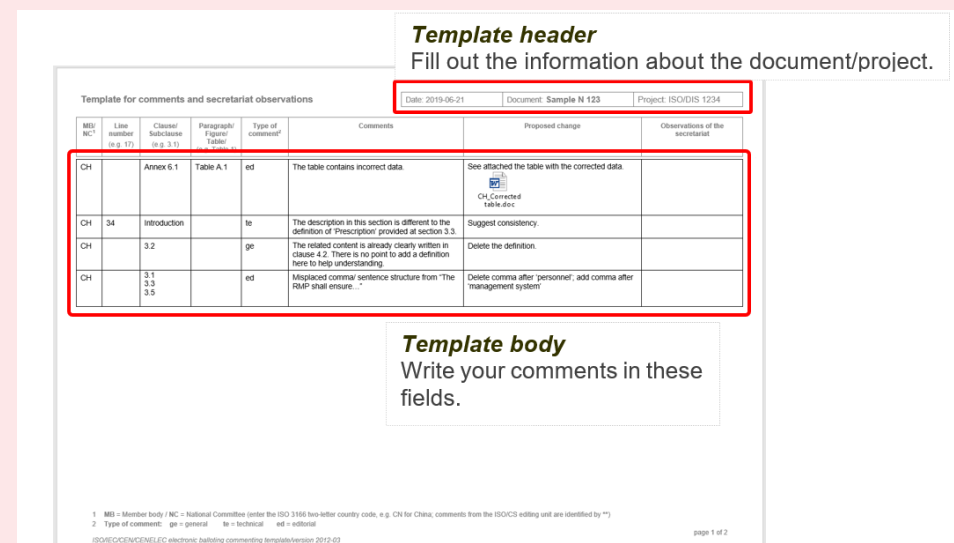 Template header
Fill out the information about the document/project.
Template for comments and secretariat observations
Date: 2019-06-21 Document: Sample N 123 Project: ISO/DIS 1234
MB/ NC1 Line number (e.g. 17) Clause/ Subclause (e.g. 3.1) Paragraph/ Figure/ Table/ Type of comment2 Comments Proposed change Observations of the secretariat
CH Annex 6.1 Table A.1 ed The table contains incorrect data. See attached the table with the corrected data.
CH_Corrected
table.doc
CH 34 Introduction te The description in this section is different to the Suggest consistency.
definition of 'Prescription' provided at section 3.3.
CH 3.2 ge The related content is already clearly written in Delete the definition.
clause 4.2. There is no point to add a definition
here to help understanding.
CH 3.1 ed Misplaced comma/ sentence structure from "The Delete comma after 'personnel'; add comma after
3.3 RMP shall ensure…" 'management system'
3.5
Template body
Write your comments in these
fields.
1 MB = Member body / NC = National Committee (enter the ISO 3166 two-letter country code, e.g. CN for China; comments from the ISO/CS editing unit are identified by **)
2 Type of comment: ge = general te = technical ed = editorial
page 1 of 2
ISO/IEC/CEN/CENELEC electronic balloting commenting template/version 2012-03